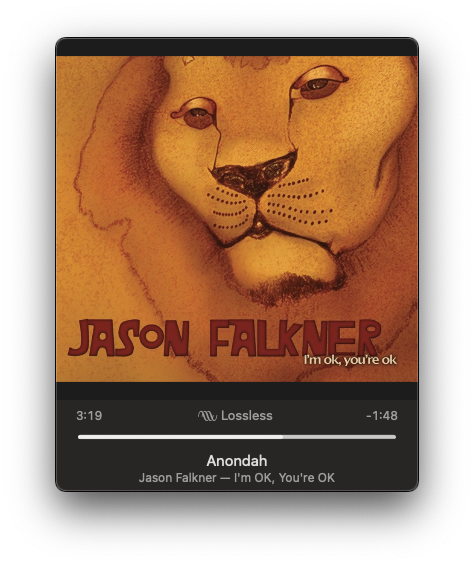 JASON FALKNER
I'm ok, you're ok
3:19 Lossless -1:48
Anondah
Jason Falkner — I'm OK, You're OK